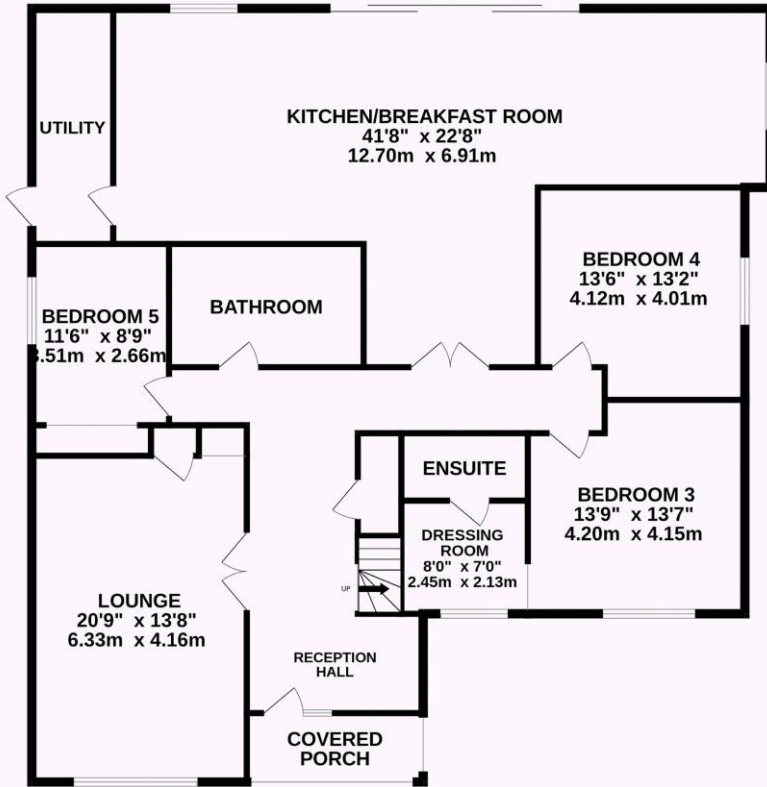 UTILITY
KITCHEN/BREAKFAST ROOM
41'8" x 22'8"
12.70m x 6.91m
BEDROOM 4
13'6" x 13'2"
4.12m x 4.01m
BATHROOM
BEDROOM 5
11'6" x 8'9"
3.51m x 2.66m
ENSUITE
BEDROOM 3
13'9" x 13'7"
4.20m x 4.15m
DRESSING
ROOM
8'0" x 7'0"
2.45m x 2.13m
UP
LOUNGE
20'9" x 13'8"
6.33m x 4.16m
RECEPTION
HALL
COVERED
PORCH